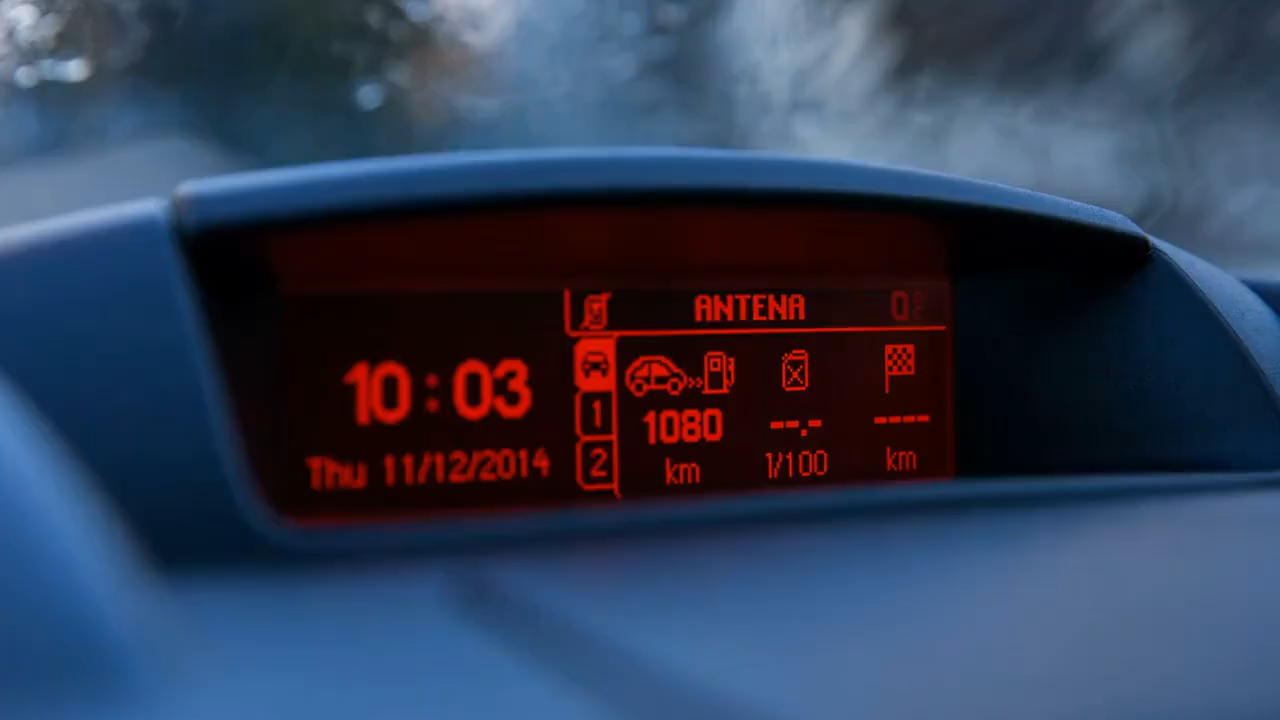 ANTENA
10:03
Thu 11/12/2014
1
2
1080 --.- ----
km 1/100 km